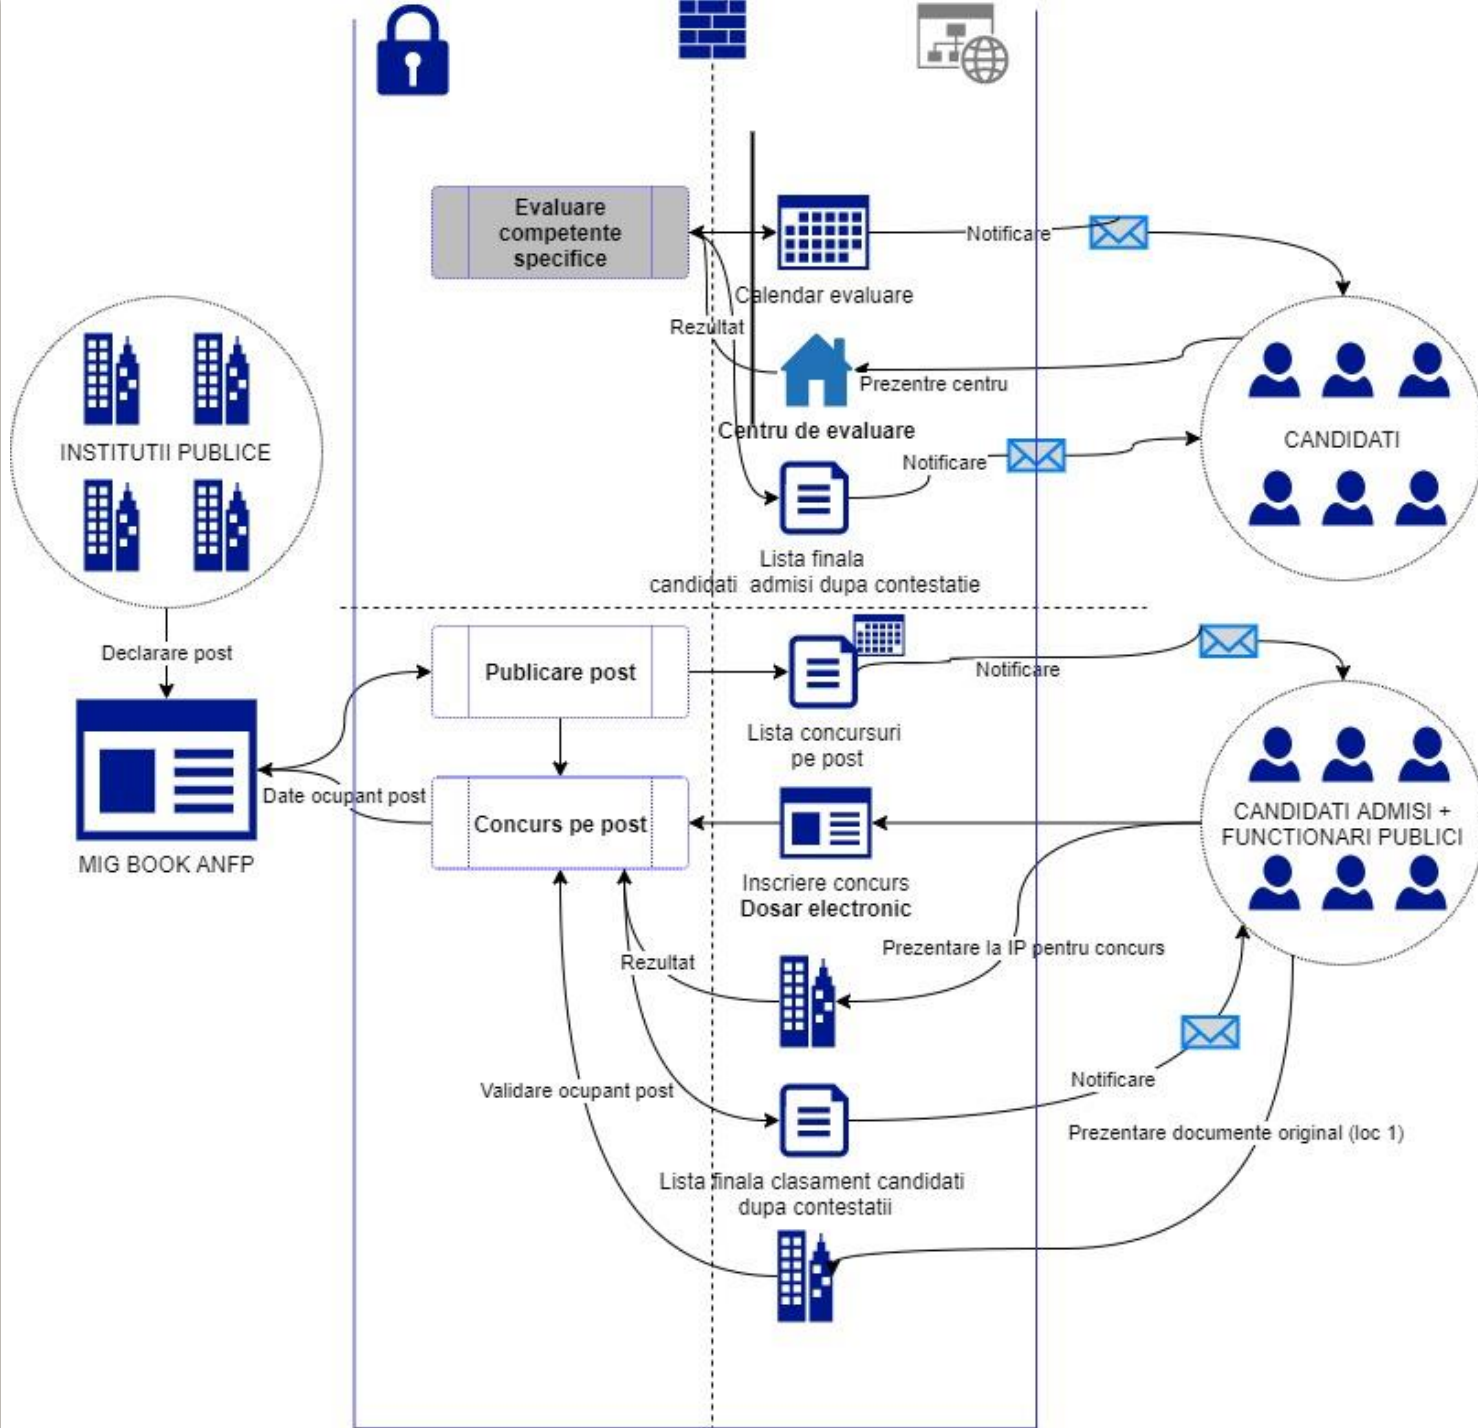 Evaluare
competente
specifice
Notificare
Calendar evaluare
Rezultat
Prezentre centru
Centru de evaluare
INSTITUTII PUBLICE
CANDIDATI
Notificare
Lista finala
candidati admisi dupa contestatie
Declarare post
Publicare post
Notificare
Lista concursuri
pe post
Date ocupant post
Concurs pe post
CANDIDATI ADMISI +
FUNCTIONARI PUBLICI
MIG BOOK ANFP
Inscriere concurs
Dosar electronic
Prezentare la IP pentru concurs
Rezultat
Validare ocupant post
Notificare
Prezentare documente original (loc 1)
Lista finala clasament candidati
dupa contestatii